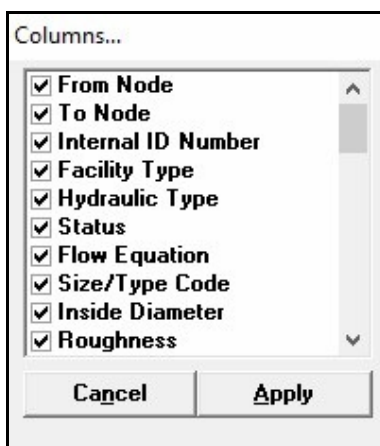 Columns...
From Node
To Node
Internal ID Number
Facility Type
Hydraulic Type
Status
Flow Equation
Size/Type Code
Inside Diameter
Roughness
Cancel Apply